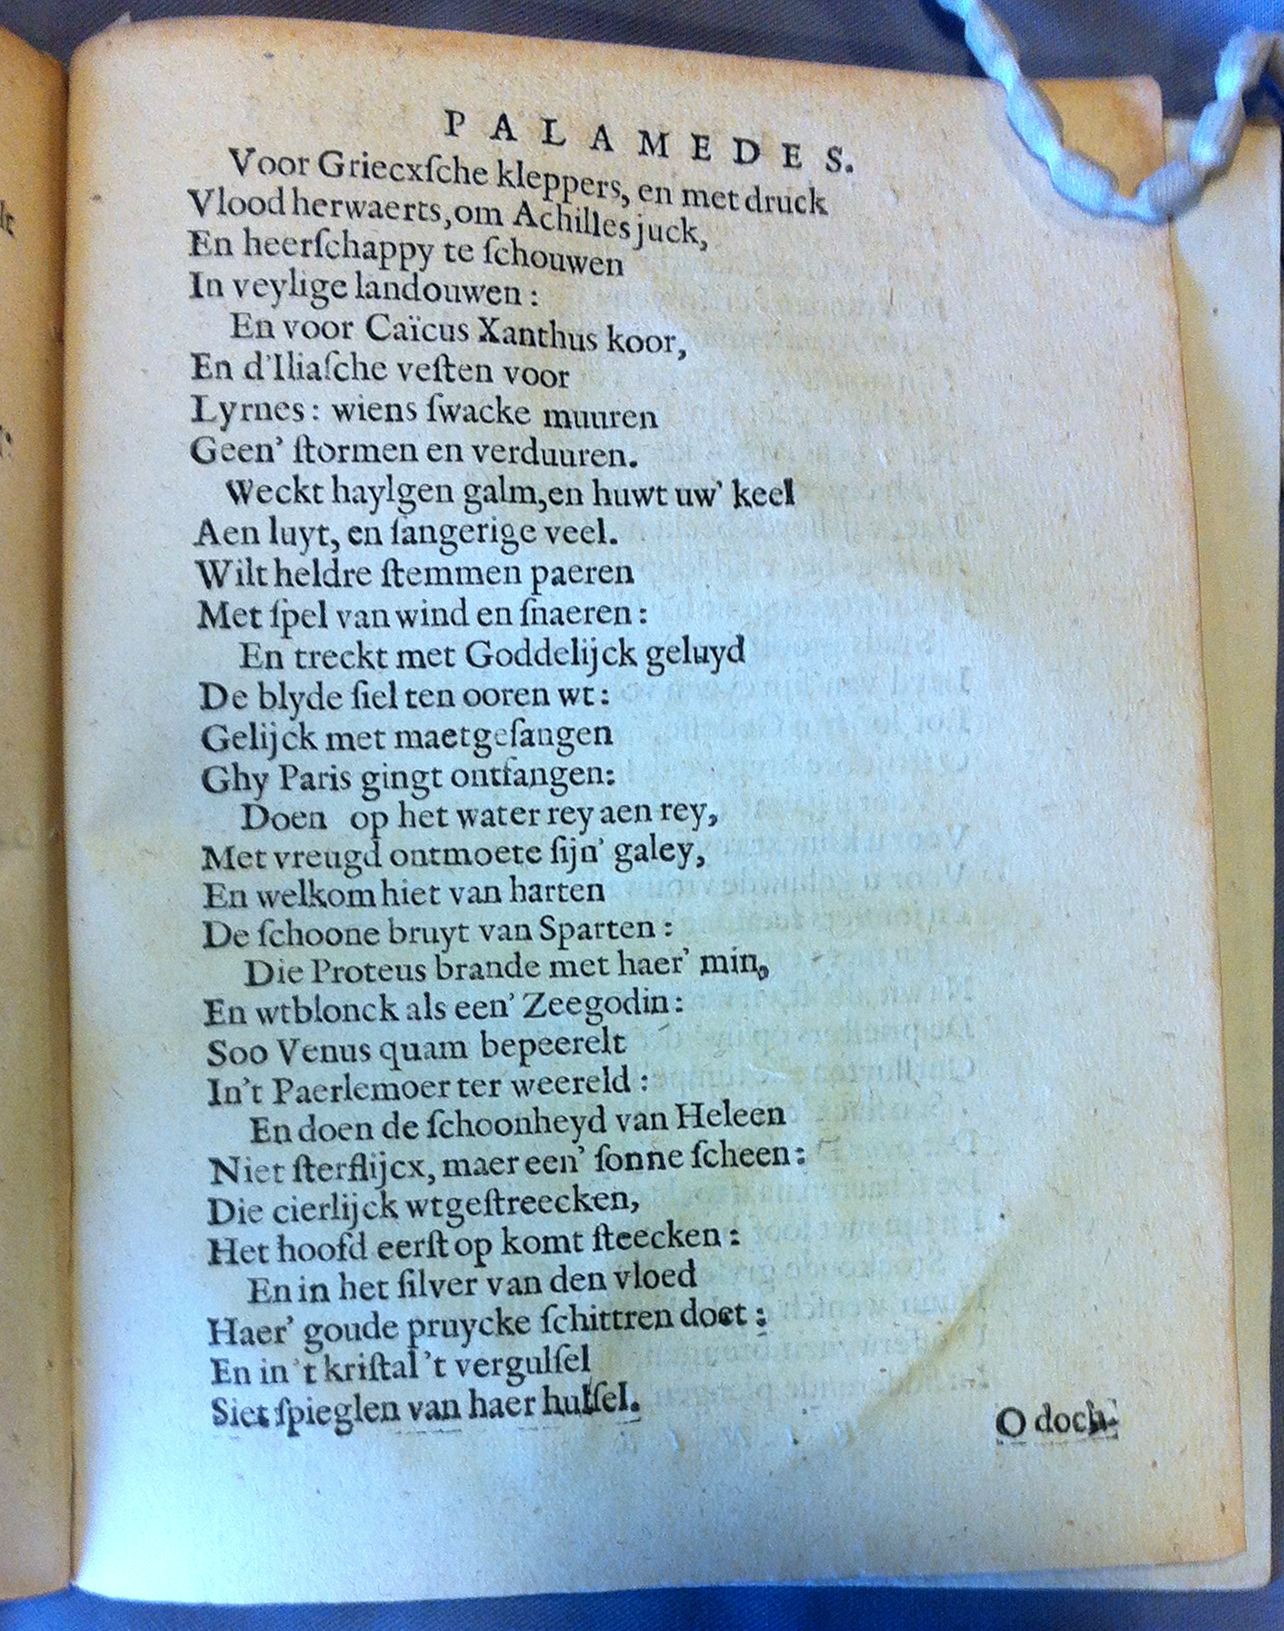 PALAMEDES.
Voor Griecxſche kleppers, en met druck
Vlood herwaerts, om Achilles juck,
En heerſchappy te ſchouwen
In veylige landouwen:
En voor Caïcus Xanthus koor,
En d'Iliaſche veſten voor
Lyrnes: wiens ſwacke muuren
Geen' ſtormen en verduuren.
Weckt haylgen galm, en huwt uw' keel
Aen luyt, en ſangerige veel.
Wilt heldre ſtemmen paeren
Met ſpel van wind en ſnaeren:
En treckt met Goddelijck geluyd
De blyde ſiel ten ooren wt:
Gelijck met maetgeſangen
Ghy Paris gingt ontfangen:
Doen op het water rey aen rey,
Met vreugd ontmoete ſijn' galey,
En welkom hiet van harten
De ſchoone bruyt van Sparten:
Die Proteus brande met haer' min,
En wtblonck als een' Zeegodin:
Soo Venus quam bepeerelt
In't Paerlemoer ter weereld:
En doen de ſchoonheyd van Heleen
Niet ſterflijcx, maer een' ſonne ſcheen:
Die cierlijck wtgeſtreecken,
Het hoofd eerſt op komt ſteecken:
En in het ſilver van den vloed
Haer' goude pruycke ſchittren doet:
En in 't kriſtal 't vergulſel
Siet ſpieglen van haer hulſel.
O doch